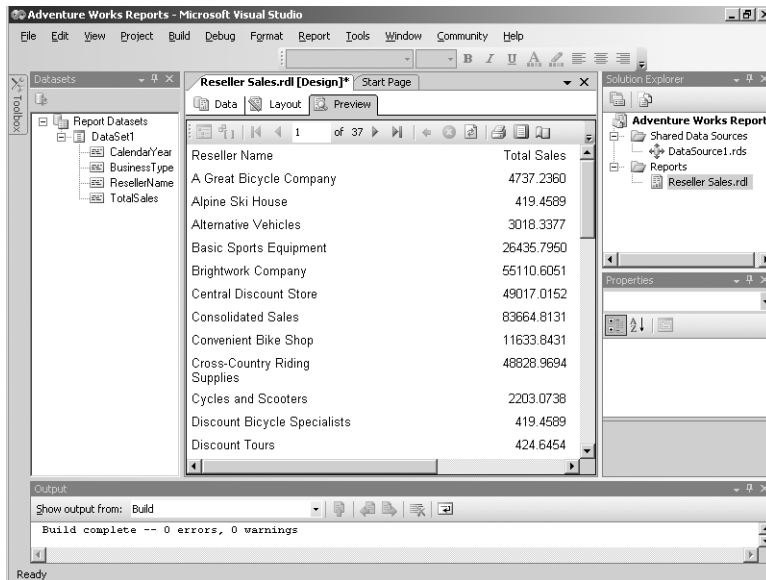 Adventure Works Reports - Microsoft Visual Studio
File Edit View Project Build Debug Format Report Tools Window Community Help
B I U A
Toolbox
Datasets
Report Datasets
DataSet1
CalendarYear
BusinessType
ResellerName
TotalSales
Reseller Sales.rdl [Design]* Start Page
Data Layout Preview
1 of 37
Reseller Name Total Sales
A Great Bicycle Company 4737.2360
Alpine Ski House 419.4589
Alternative Vehicles 3018.3377
Basic Sports Equipment 26435.7950
Brightwork Company 55110.6051
Central Discount Store 49017.0152
Consolidated Sales 83664.8131
Convenient Bike Shop 11633.8431
Cross-Country Riding 48828.9694
Supplies
Cycles and Scooters 2203.0738
Discount Bicycle Specialists 419.4589
Discount Tours 424.6454
Solution Explorer
Adventure Works Report
Shared Data Sources
DataSource1.rds
Reports
Reseller Sales.rdl
Properties
Output
Show output from: Build
Build complete -- 0 errors, 0 warnings
Ready